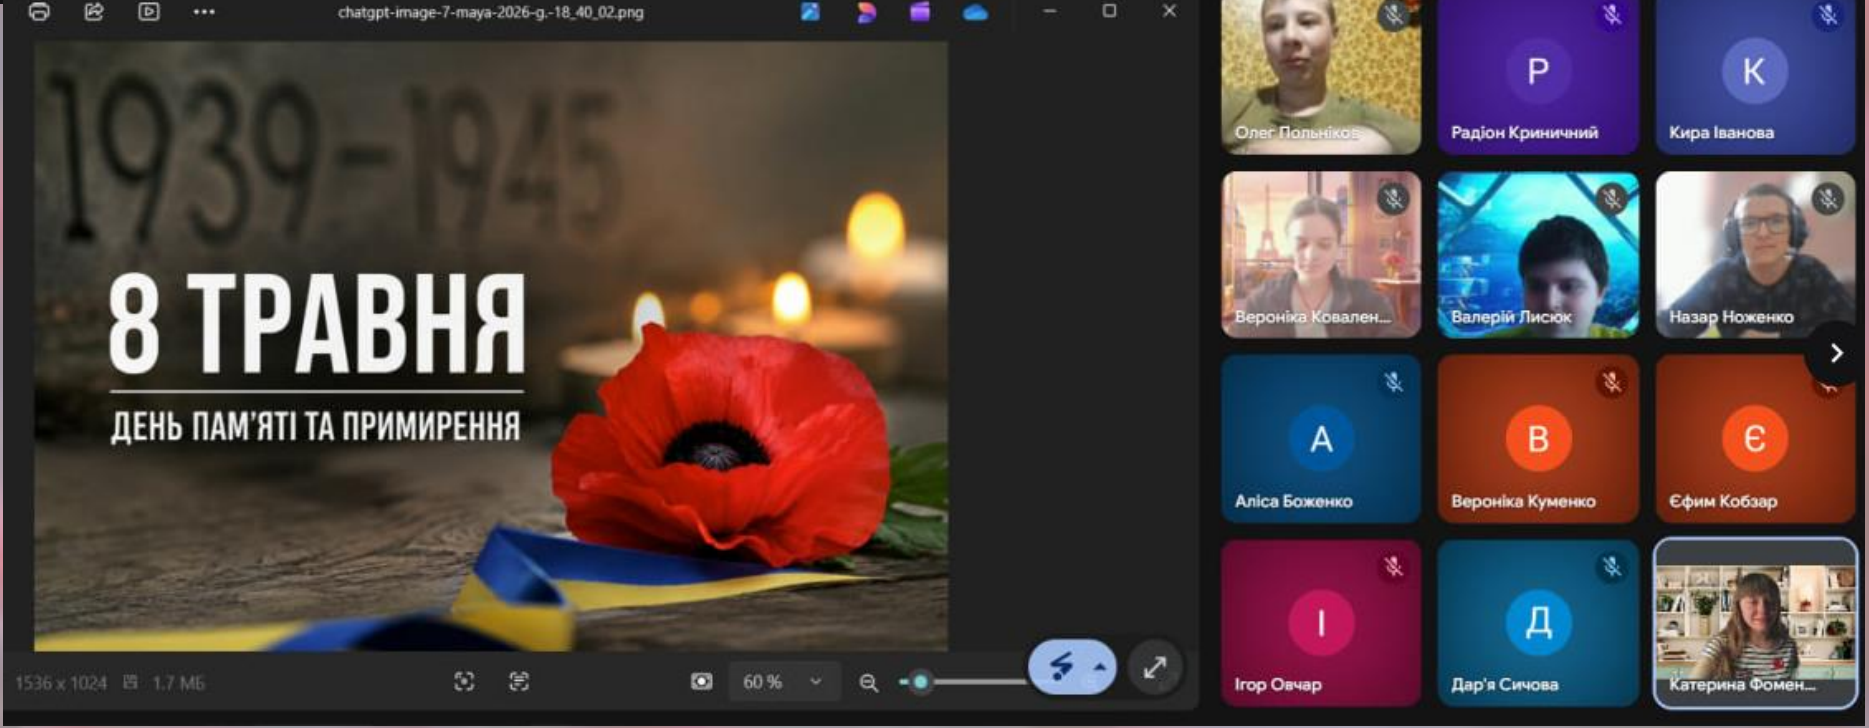 chatgpt-image-7-maya-2026-g.-18_40_02.png
1939-1945
8 ТРАВНЯ
ДЕНЬ ПАМ'ЯТІ ТА ПРИМИРЕННЯ
1536 x 1024
1.7 МБ
60 %
Олег Польніков
Р
Радіон Криничний
К
Кира Іванова
Вероніка Ковален...
Валерій Лисюк
Назар Ноженко
А
Аліса Боженко
В
Вероніка Куменко
Є
Єфим Кобзар
І
Ігор Овчар
Д
Дар'я Сичова
Катерина Фомен...